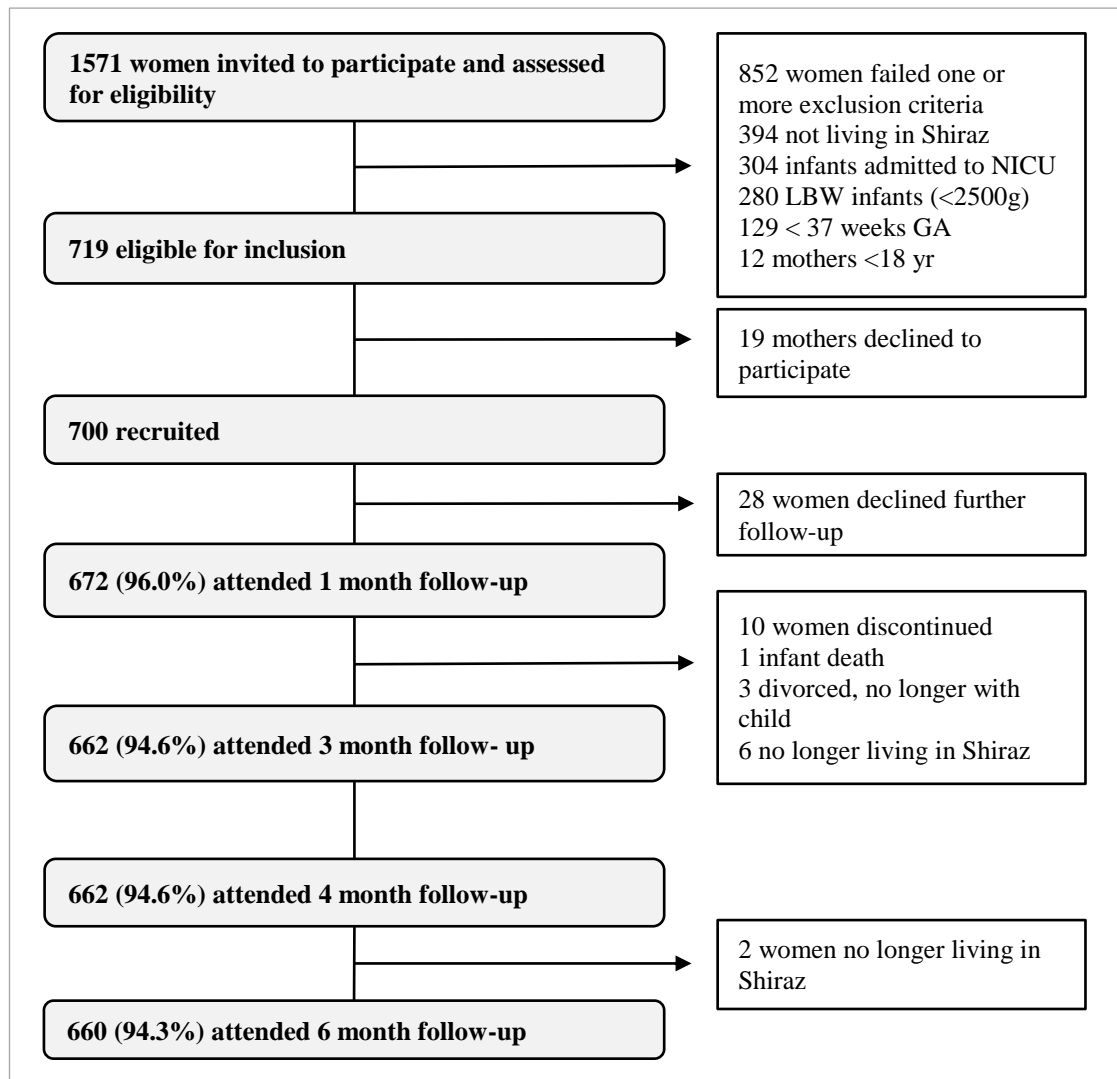 1571 women invited to participate and assessed
for eligibility
852 women failed one or
more exclusion criteria
394 not living in Shiraz
304 infants admitted to NICU
280 LBW infants (<2500g)
129 < 37 weeks GA
12 mothers <18 yr
719 eligible for inclusion
19 mothers declined to
participate
700 recruited
28 women declined further
follow-up
672 (96.0%) attended 1 month follow-up
10 women discontinued
1 infant death
3 divorced, no longer with
child
6 no longer living in Shiraz
662 (94.6%) attended 3 month follow- up
662 (94.6%) attended 4 month follow-up
2 women no longer living in
Shiraz
660 (94.3%) attended 6 month follow-up